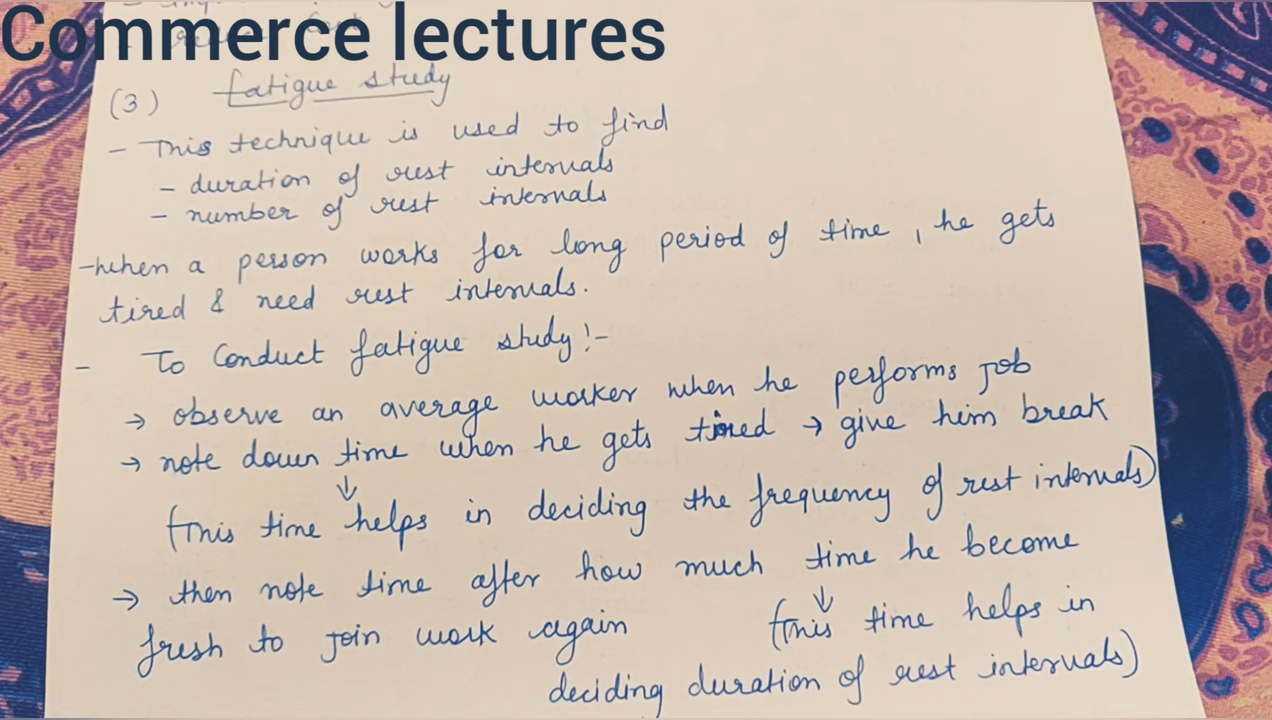 Commerce lectures
(3) fatigue study
- This technique is used to find
- duration of rest intervals
- number of rest intervals
- when a person works for long period of time, he gets
tired & need rest intervals.
- To Conduct fatigue study :-
→ observe an average worker when he performs job
→ note down time when he gets tired → give him break
↓
(This time helps in deciding the frequency of rest intervals)
→ then note time after how much time he become
fresh to join work again
↓
(This time helps in
deciding duration of rest intervals)